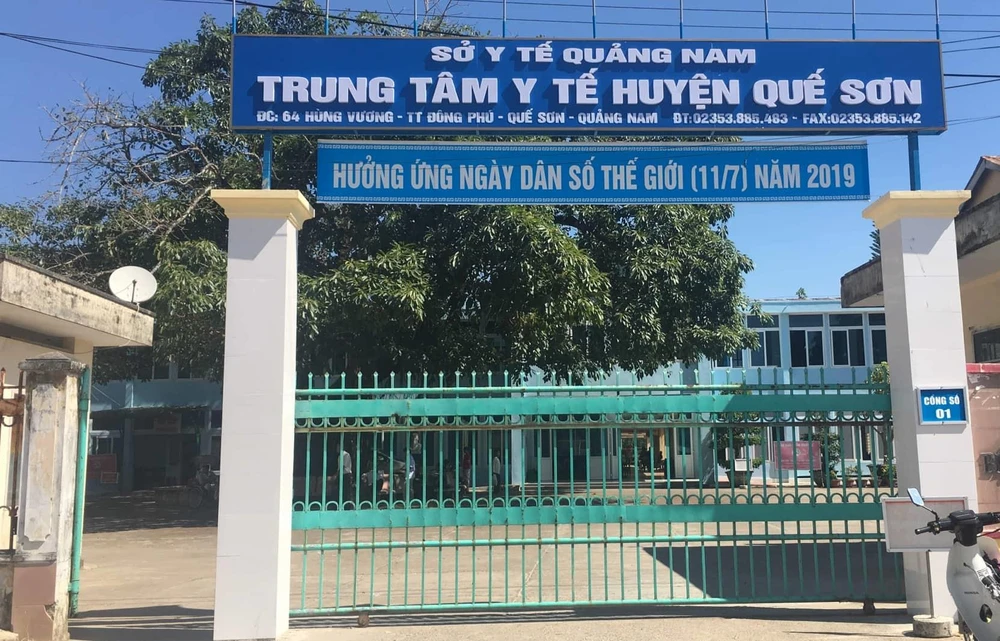 SỞ Y TẾ QUẢNG NAM
TRUNG TÂM Y TẾ HUYỆN QUẾ SƠN
ĐC: 64 HÙNG VƯƠNG - TT ĐÔNG PHÚ - QUẾ SƠN - QUẢNG NAM ĐT:02353.885.483 - FAX:02353.885.142
HƯỞNG ỨNG NGÀY DÂN SỐ THẾ GIỚI (11/7) NĂM 2019
CỔNG SỐ
01